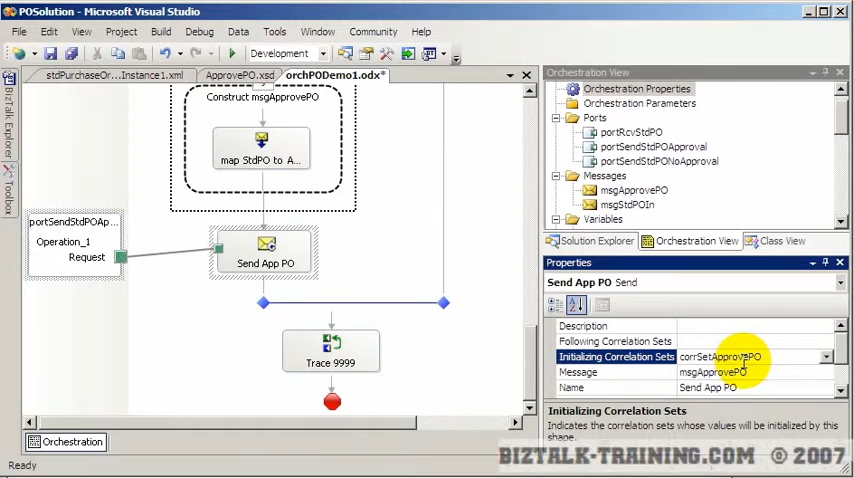 POSolution - Microsoft Visual Studio
File Edit View Project Build Debug Data Tools Window Community Help
Development
stdPurchaseOr...Instance1.xml ApprovePO.xsd orchPODemo1.odx*
BizTalk Explorer
Toolbox
Construct msgApprovePO
map StdPO to A...
portSendStdPOAp...
Operation_1
Request
Send App PO
Trace 9999
Orchestration
Orchestration View
Orchestration Properties
Orchestration Parameters
Ports
portRcvStdPO
portSendStdPOApproval
portSendStdPONoApproval
Messages
msgApprovePO
msgStdPOIn
Variables
Solution Explorer Orchestration View Class View
Properties
Send App PO Send
Description
Following Correlation Sets
Initializing Correlation Sets corrSetApprovePO
Message msgApprovePO
Name Send App PO
Initializing Correlation Sets
Indicates the correlation sets whose values will be initialized by this
shape.
Ready
BIZTALK-TRAINING.COM © 2007